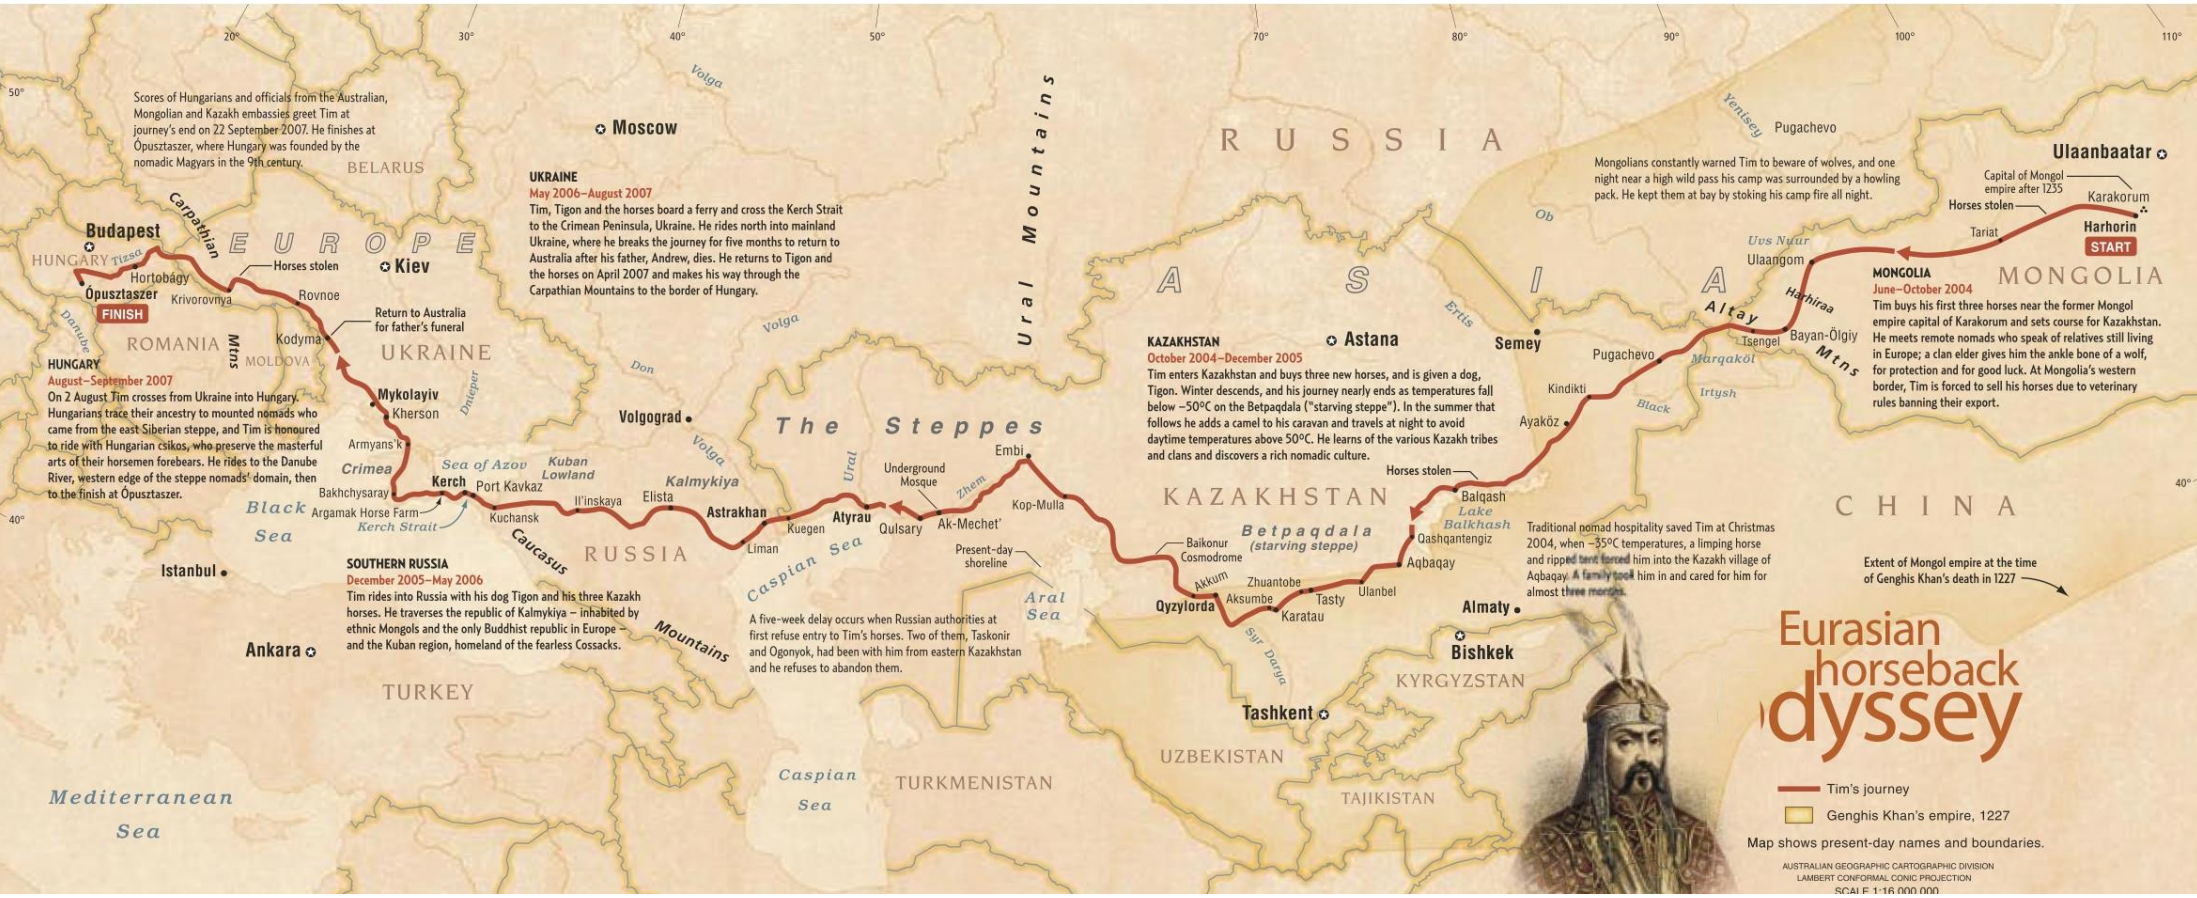 20°
30°
40°
50°
70°
80°
90°
100°
110°
50°
40°
40°
Scores of Hungarians and officials from the Australian,
Mongolian and Kazakh embassies greet Tim at
journey's end on 22 September 2007. He finishes at
Ópusztaszer, where Hungary was founded by the
nomadic Magyars in the 9th century.
BELARUS
Moscow
Volga
UKRAINE
May 2006–August 2007
Tim, Tigon and the horses board a ferry and cross the Kerch Strait
to the Crimean Peninsula, Ukraine. He rides north into mainland
Ukraine, where he breaks the journey for five months to return to
Australia after his father, Andrew, dies. He returns to Tigon and
the horses on April 2007 and makes his way through the
Carpathian Mountains to the border of Hungary.
Ural Mountains
RUSSIA
Yenisey
Pugachevo
Ulaanbaatar
Mongolians constantly warned Tim to beware of wolves, and one
night near a high wild pass his camp was surrounded by a howling
pack. He kept them at bay by stoking his camp fire all night.
Capital of Mongol
empire after 1235
Karakorum
Horses stolen
Harhorin
START
Tariat
Ob
Uvs Nuur
Ulaangom
Harhiraa
MONGOLIA
MONGOLIA
June–October 2004
Tim buys his first three horses near the former Mongol
empire capital of Karakorum and sets course for Kazakhstan.
He meets remote nomads who speak of relatives still living
in Europe; a clan elder gives him the ankle bone of a wolf,
for protection and for good luck. At Mongolia's western
border, Tim is forced to sell his horses due to veterinary
rules banning their export.
Carpathian
Mtns
Budapest
EUROPE
Kiev
HUNGARY
Tizsa
Hortobágy
Ópusztaszer
FINISH
Krivorovnya
Horses stolen
Rovnoe
Return to Australia
for father's funeral
Kodyma
Danube
ROMANIA
MOLDOVA
UKRAINE
HUNGARY
August–September 2007
On 2 August Tim crosses from Ukraine into Hungary.
Hungarians trace their ancestry to mounted nomads who
came from the east Siberian steppe, and Tim is honoured
to ride with Hungarian csikos, who preserve the masterful
arts of their horsemen forebears. He rides to the Danube
River, western edge of the steppe nomads' domain, then
to the finish at Ópusztaszer.
Mykolayiv
Kherson
Dnieper
Armyans'k
Crimea
Bakhchysaray
Argamak Horse Farm
Kerch
Kerch Strait
Sea of Azov
Port Kavkaz
Kuban
Lowland
Kuchansk
Il'inskaya
Elista
Kalmykiya
Astrakhan
Liman
Kuegen
Atyrau
Qulsary
Ak-Mechet'
Underground
Mosque
Zhem
Embi
Kop-Mulla
Volga
Don
Volgograd
Volga
Ural
The Steppes
ASIA
Astana
Ertis
Semey
Altay
Mtns
Tsengel
Bayan-Ölgiy
Marqaköl
Pugachevo
Kindikti
Black
Irtysh
Ayaköz
KAZAKHSTAN
October 2004–December 2005
Tim enters Kazakhstan and buys three new horses, and is given a dog,
Tigon. Winter descends, and his journey nearly ends as temperatures fall
below –50ºC on the Betpaqdala ("starving steppe"). In the summer that
follows he adds a camel to his caravan and travels at night to avoid
daytime temperatures above 50ºC. He learns of the various Kazakh tribes
and clans and discovers a rich nomadic culture.
Horses stolen
KAZAKHSTAN
Balqash
Lake
Balkhash
Betpaqdala
(starving steppe)
Qashqantengiz
Aqbaqay
Ulanbel
Zhuantobe
Tasty
Karatau
Aksumbe
Akkum
Qyzylorda
Baikonur
Cosmodrome
Syr Darya
Present-day
shoreline
Aral
Sea
Traditional nomad hospitality saved Tim at Christmas
2004, when –35ºC temperatures, a limping horse
and ripped tent forced him into the Kazakh village of
Aqbaqay. A family took him in and cared for him for
almost three months.
CHINA
Extent of Mongol empire at the time
of Genghis Khan's death in 1227
Almaty
Bishkek
KYRGYZSTAN
Tashkent
UZBEKISTAN
TAJIKISTAN
TURKMENISTAN
Black
Sea
Istanbul
Ankara
TURKEY
SOUTHERN RUSSIA
December 2005–May 2006
Tim rides into Russia with his dog Tigon and his three Kazakh
horses. He traverses the republic of Kalmykiya – inhabited by
ethnic Mongols and the only Buddhist republic in Europe –
and the Kuban region, homeland of the fearless Cossacks.
Caucasus
Mountains
RUSSIA
Caspian Sea
A five-week delay occurs when Russian authorities at
first refuse entry to Tim's horses. Two of them, Taskonir
and Ogonyok, had been with him from eastern Kazakhstan
and he refuses to abandon them.
Caspian
Sea
Mediterranean
Sea
Eurasian
horseback
dyssey
Tim's journey
Genghis Khan's empire, 1227
Map shows present-day names and boundaries.
AUSTRALIAN GEOGRAPHIC CARTOGRAPHIC DIVISION
LAMBERT CONFORMAL CONIC PROJECTION
SCALE 1:16 000 000